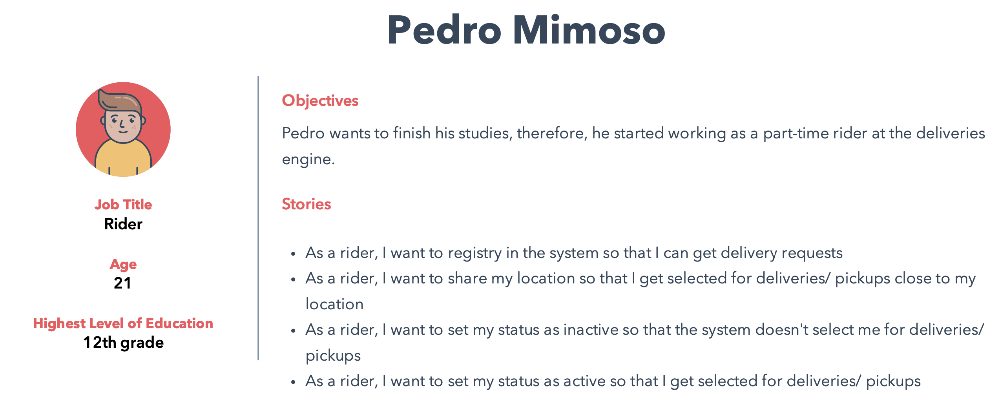 Pedro Mimoso
Job Title
Rider
Age
21
Highest Level of Education
12th grade
Objectives
Pedro wants to finish his studies, therefore, he started working as a part-time rider at the deliveries
engine.
Stories
• As a rider, I want to registry in the system so that I can get delivery requests
• As a rider, I want to share my location so that I get selected for deliveries/ pickups close to my
location
• As a rider, I want to set my status as inactive so that the system doesn't select me for deliveries/
pickups
• As a rider, I want to set my status as active so that I get selected for deliveries/ pickups